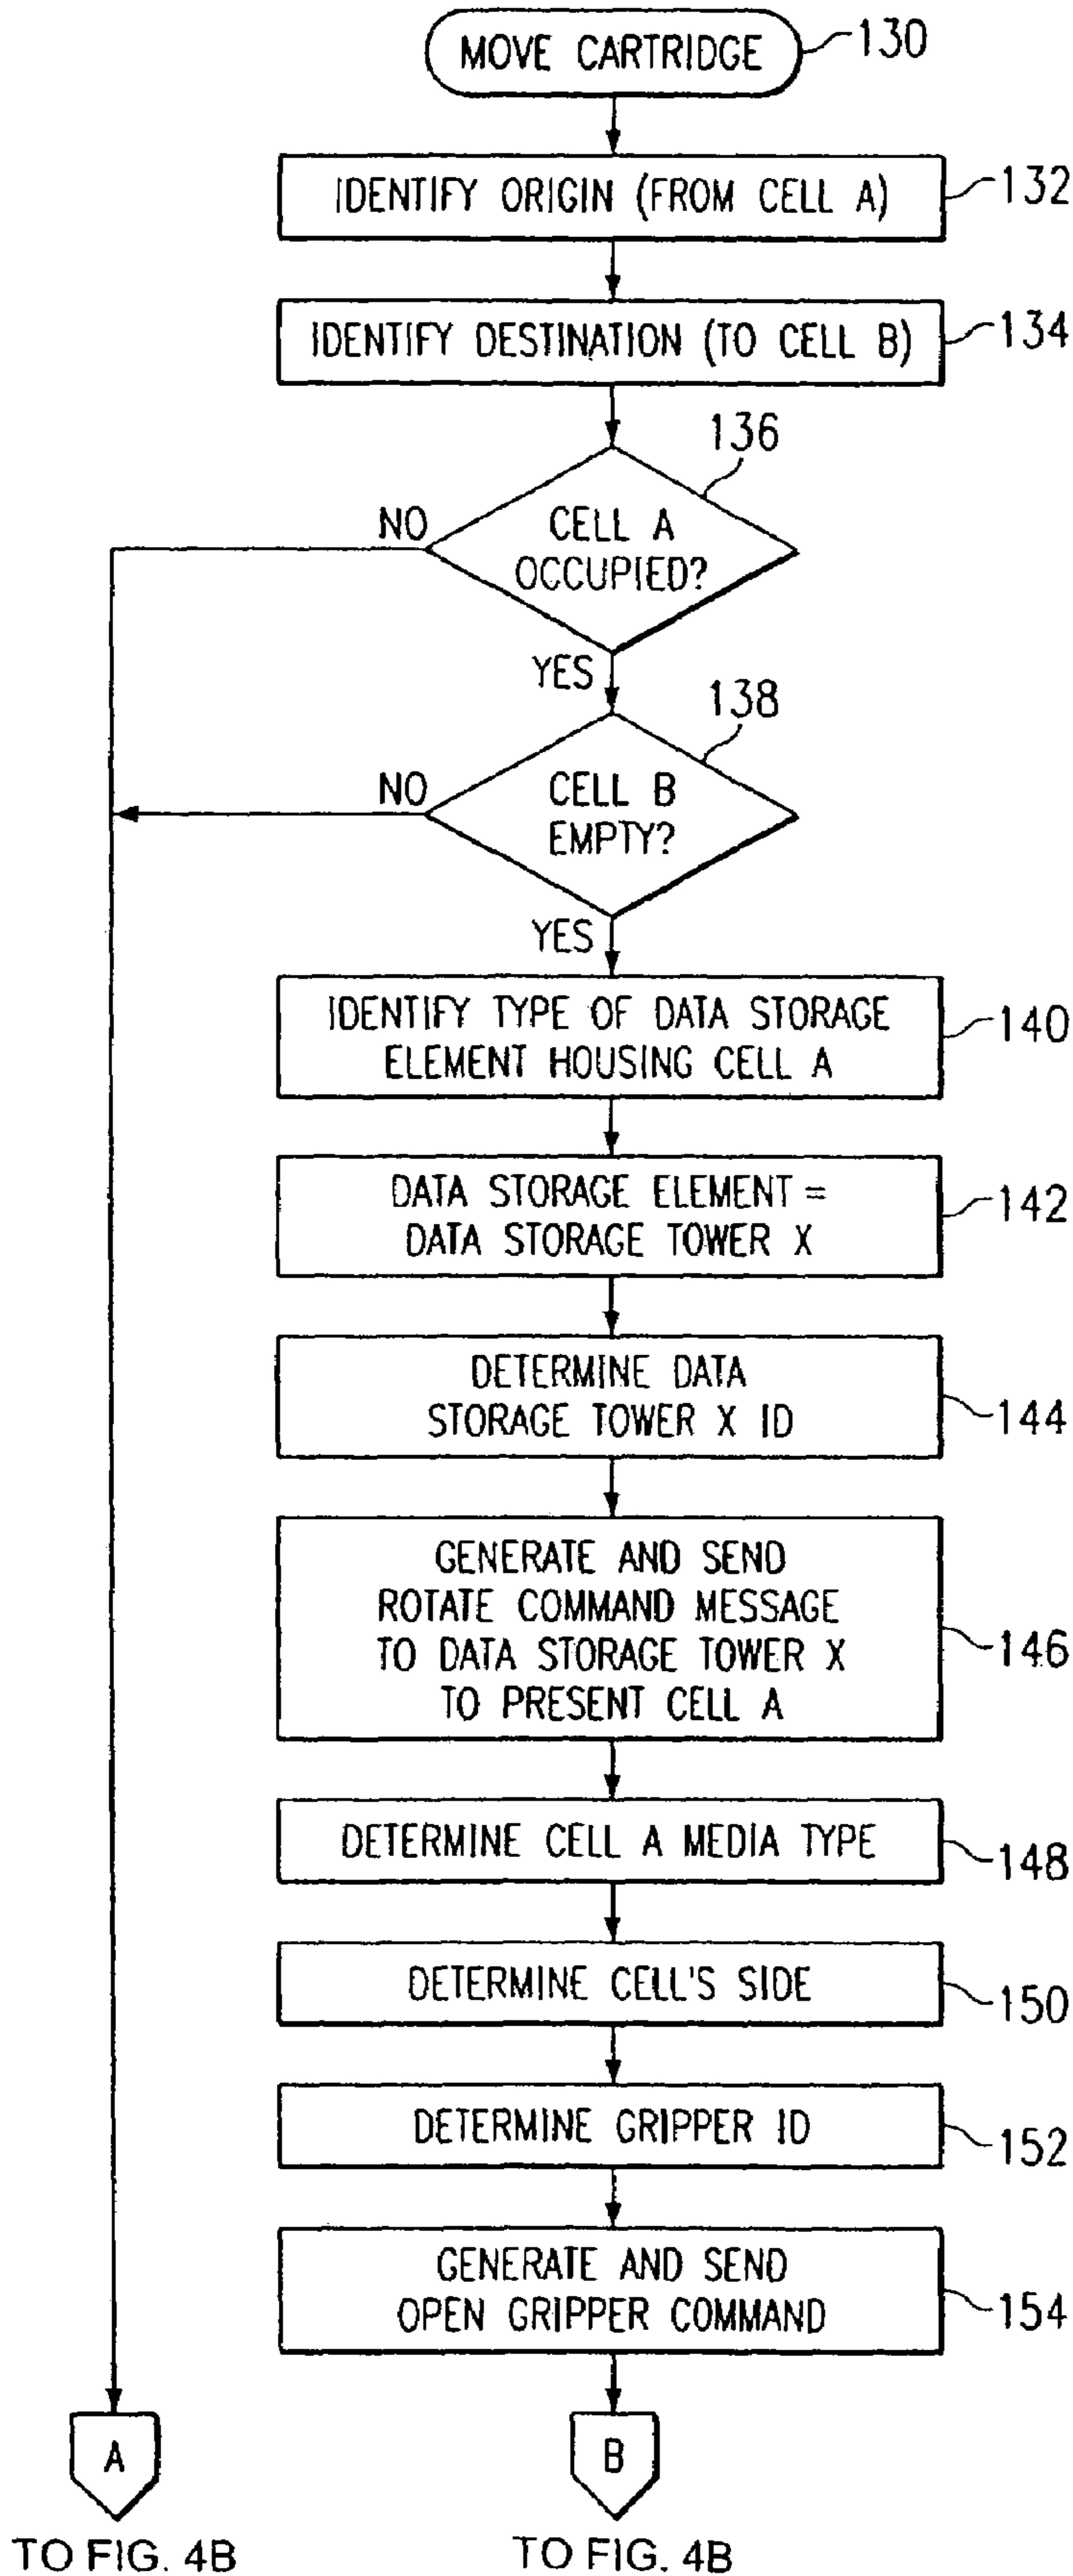 MOVE CARTRIDGE
130
IDENTIFY ORIGIN (FROM CELL A)
132
IDENTIFY DESTINATION (TO CELL B)
134
136
NO
CELL A
OCCUPIED?
YES
138
NO
CELL B
EMPTY?
YES
IDENTIFY TYPE OF DATA STORAGE
ELEMENT HOUSING CELL A
140
DATA STORAGE ELEMENT =
DATA STORAGE TOWER X
142
DETERMINE DATA
STORAGE TOWER X ID
144
GENERATE AND SEND
ROTATE COMMAND MESSAGE
TO DATA STORAGE TOWER X
TO PRESENT CELL A
146
DETERMINE CELL A MEDIA TYPE
148
DETERMINE CELL'S SIDE
150
DETERMINE GRIPPER ID
152
GENERATE AND SEND
OPEN GRIPPER COMMAND
154
A
B
TO FIG. 4B
TO FIG. 4B